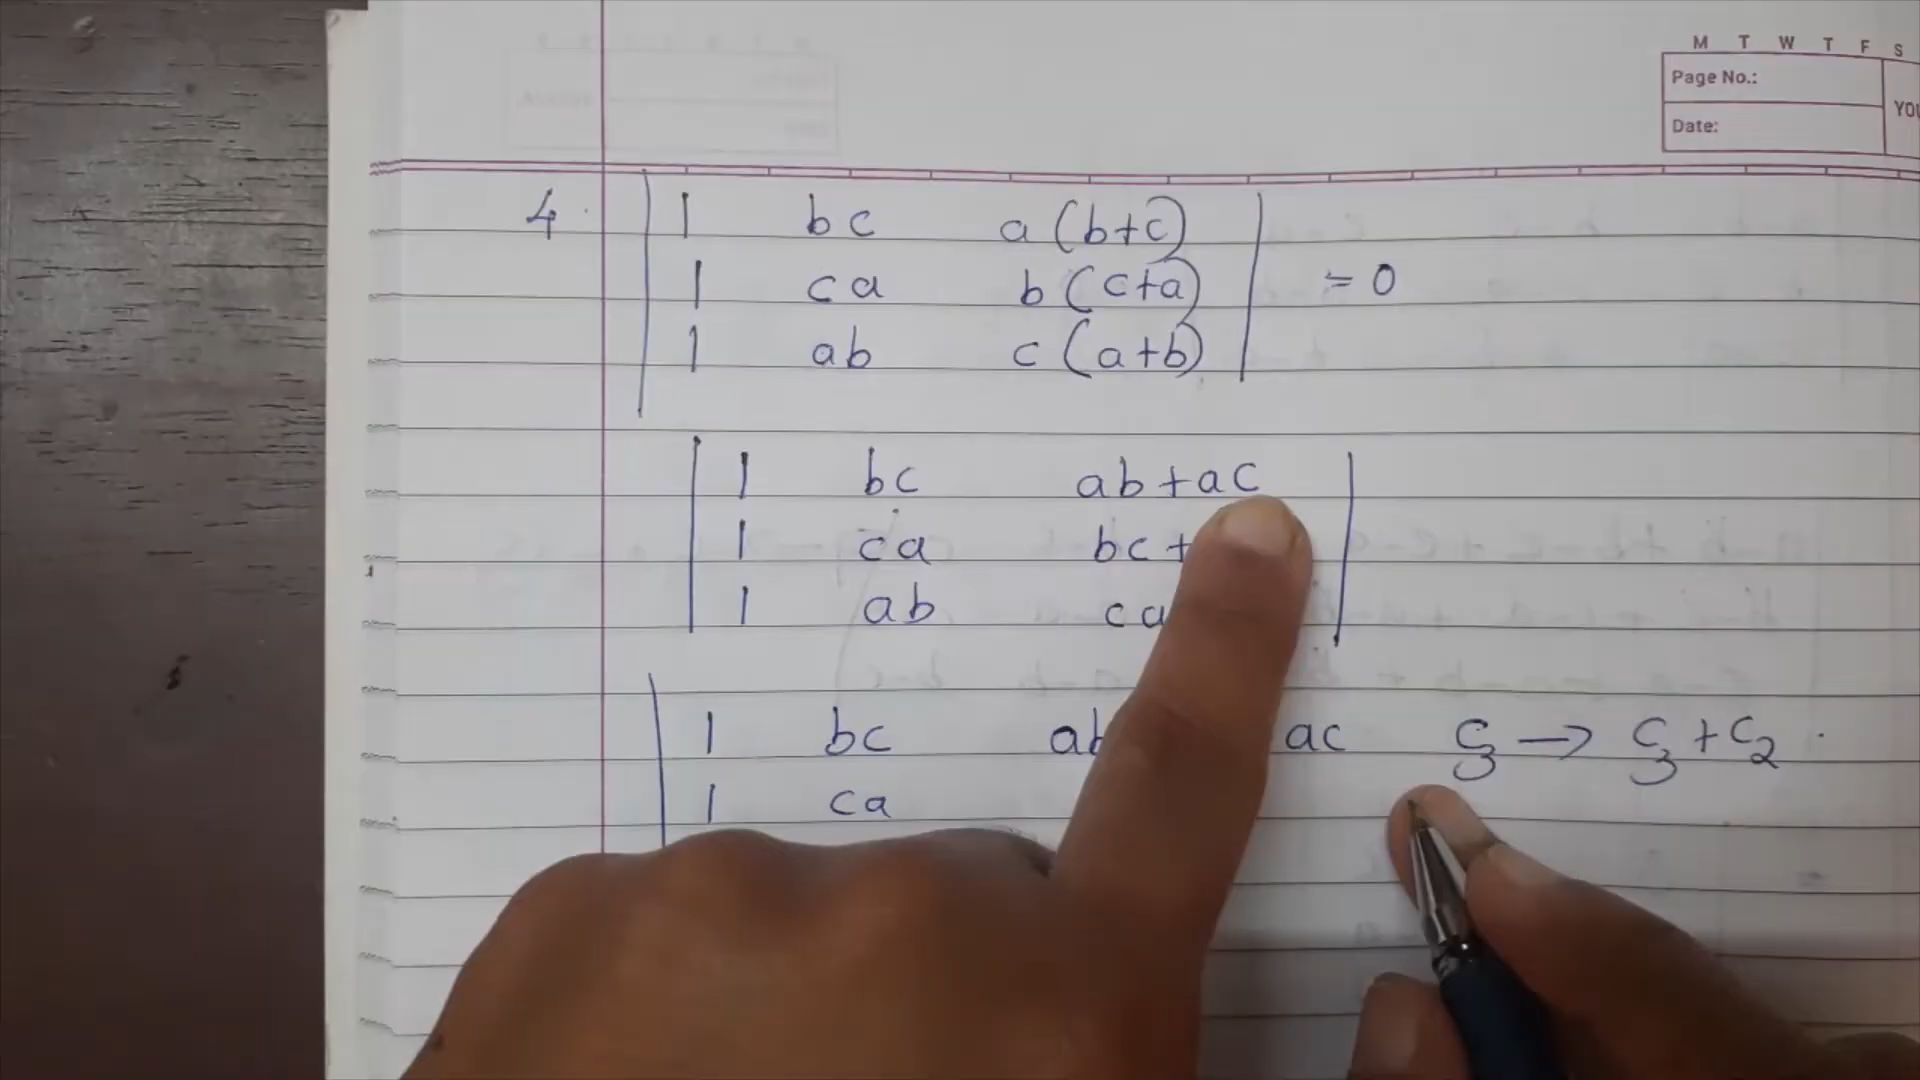 M T W T F S
Page No.:
YOU
Date:
4. | 1 bc a(b+c) |
| 1 ca b(c+a) | = 0
| 1 ab c(a+b) |
| 1 bc ab+ac |
| 1 ca bc+ |
| 1 ab ca |
| 1 bc ab ac C3 → C3 + C2 .
| 1 ca